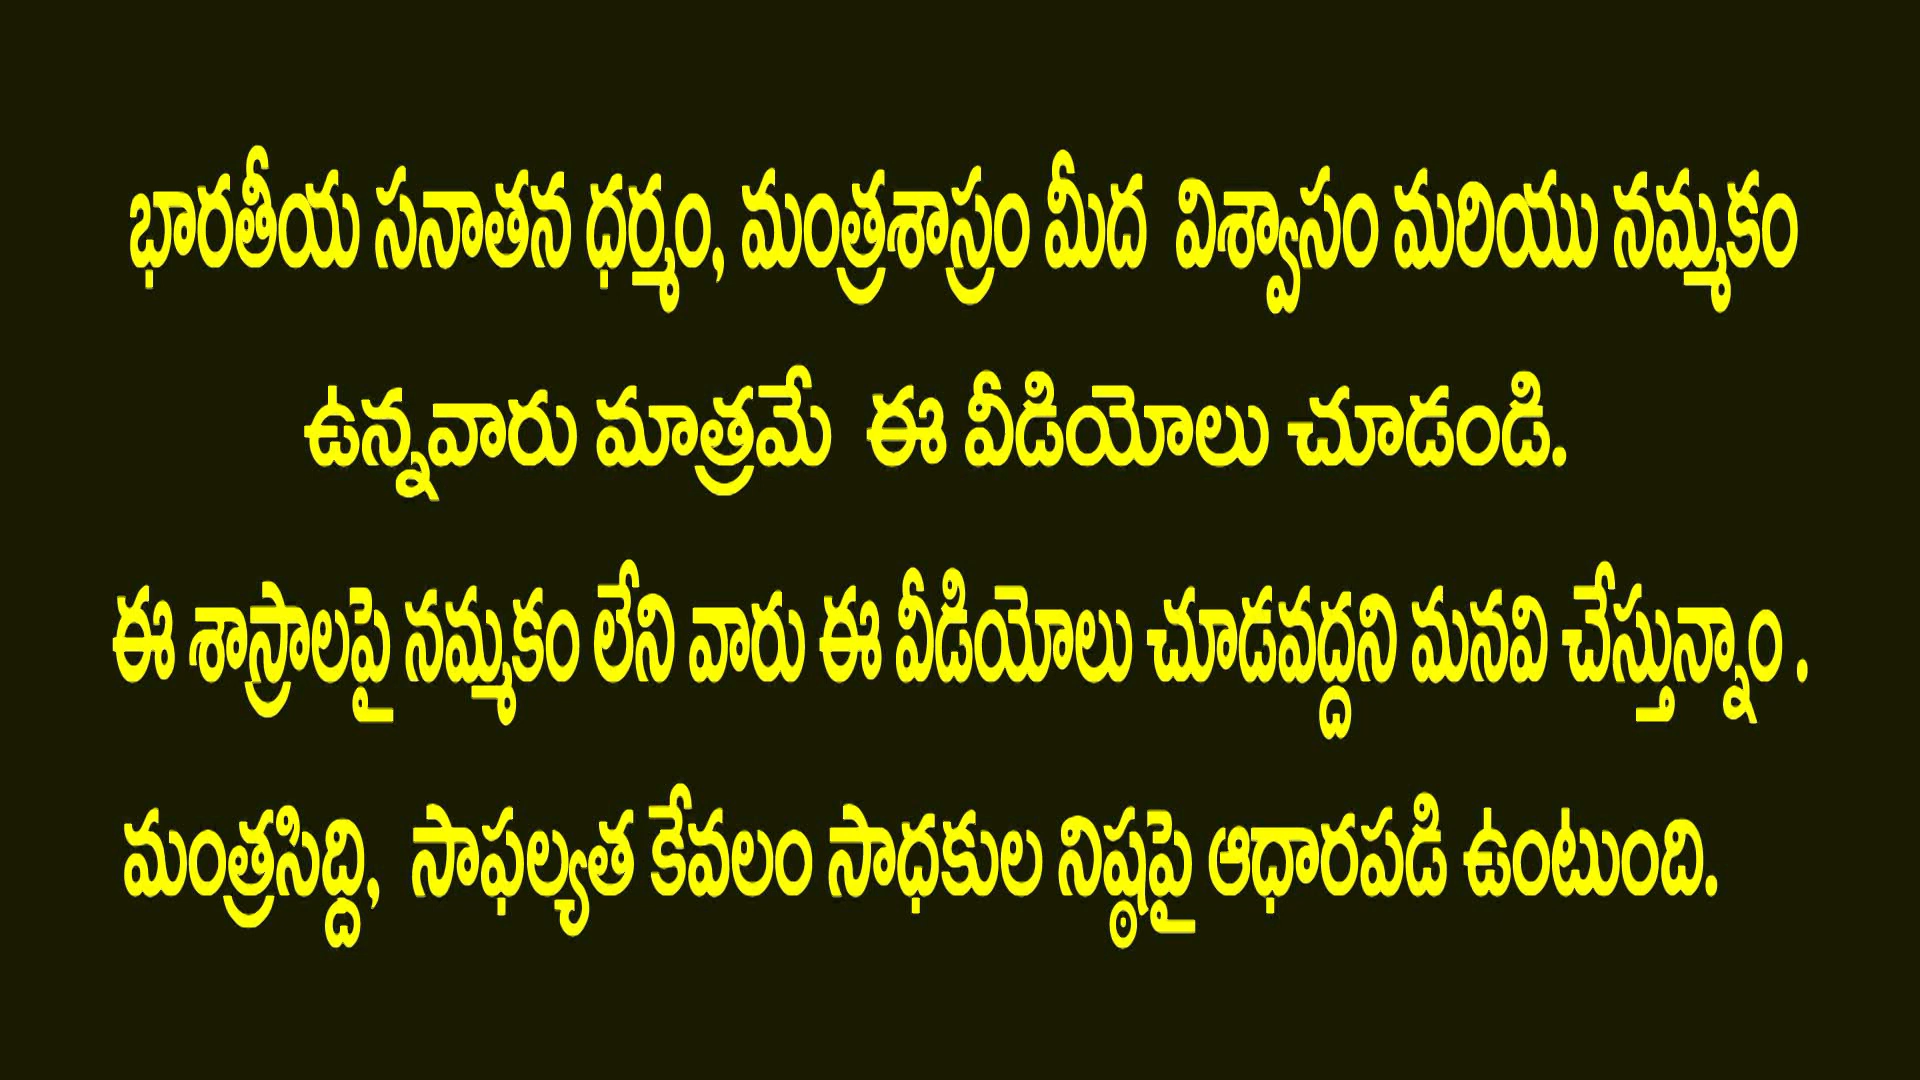 భారతీయ సనాతన ధర్మం, మంత్రశాస్త్రం మీద విశ్వాసం మరియు నమ్మకం
ఉన్నవారు మాత్రమే ఈ వీడియోలు చూడండి.
ఈ శాస్త్రాలపై నమ్మకం లేని వారు ఈ వీడియోలు చూడవద్దని మనవి చేస్తున్నాం .
మంత్రసిద్ధి, సాఫల్యత కేవలం సాధకుల నిష్ఠపై ఆధారపడి ఉంటుంది.